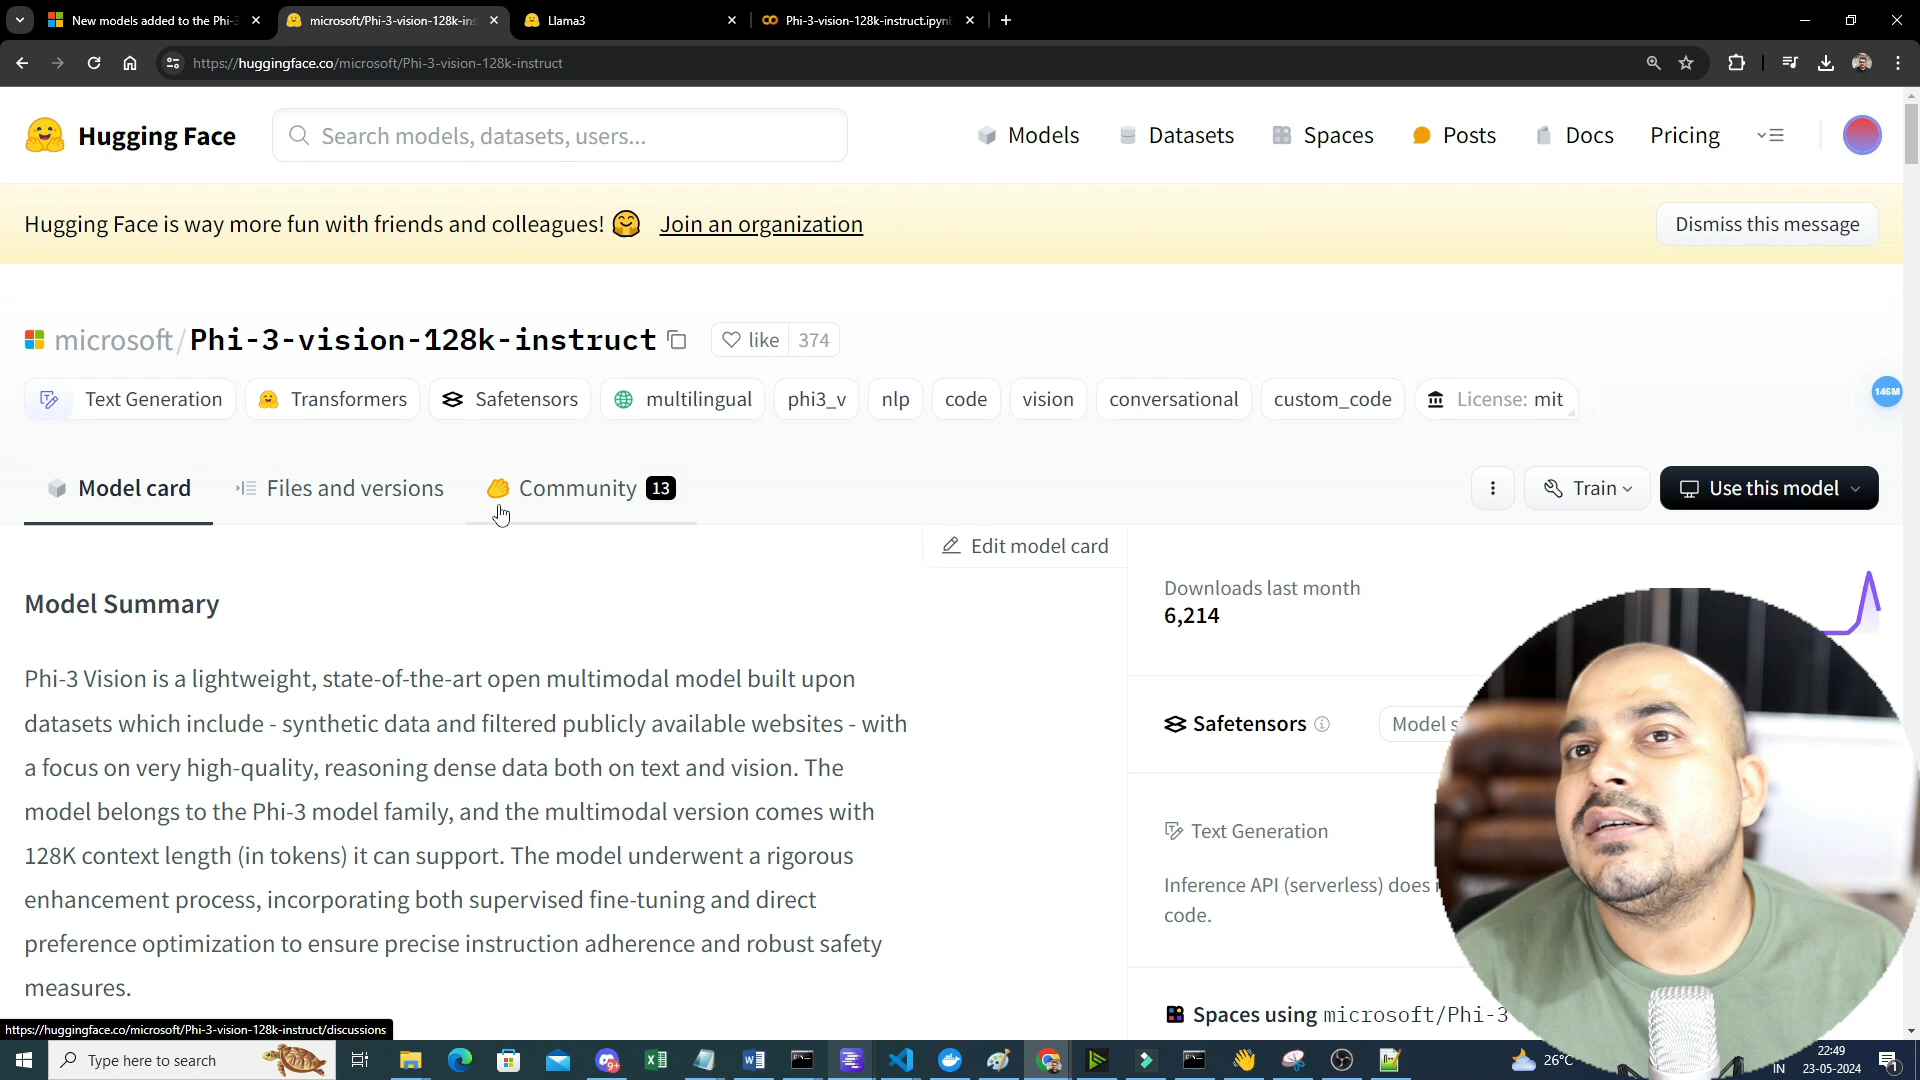 New models added to the Phi-3
microsoft/Phi-3-vision-128k-ins
Llama3
Phi-3-vision-128k-instruct.ipynb
https://huggingface.co/microsoft/Phi-3-vision-128k-instruct
Hugging Face
Search models, datasets, users...
Models
Datasets
Spaces
Posts
Docs
Pricing
Hugging Face is way more fun with friends and colleagues! 🤗 Join an organization
Dismiss this message
microsoft/Phi-3-vision-128k-instruct
like 374
Text Generation
Transformers
Safetensors
multilingual
phi3_v
nlp
code
vision
conversational
custom_code
License: mit
146M
Model card
Files and versions
Community 13
Train
Use this model
Edit model card
Model Summary
Phi-3 Vision is a lightweight, state-of-the-art open multimodal model built upon
datasets which include - synthetic data and filtered publicly available websites - with
a focus on very high-quality, reasoning dense data both on text and vision. The
model belongs to the Phi-3 model family, and the multimodal version comes with
128K context length (in tokens) it can support. The model underwent a rigorous
enhancement process, incorporating both supervised fine-tuning and direct
preference optimization to ensure precise instruction adherence and robust safety
measures.
Downloads last month
6,214
Safetensors
Model s
Text Generation
Inference API (serverless) does
code.
Spaces using microsoft/Phi-3
https://huggingface.co/microsoft/Phi-3-vision-128k-instruct/discussions
Type here to search
26°C
IN
22:49
23-05-2024
1